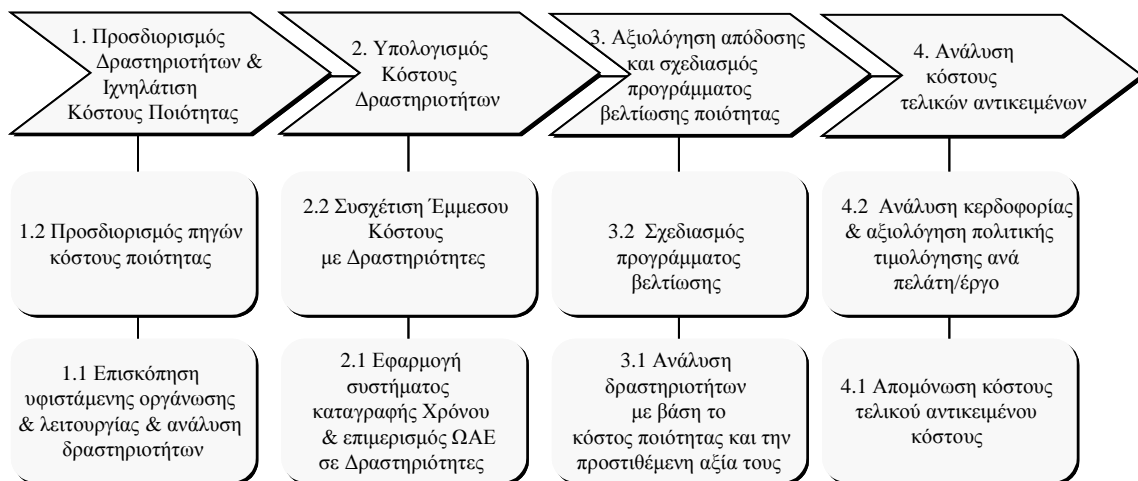 1. Προσδιορισμός
Δραστηριοτήτων &
Ιχνηλάτιση
Κόστους Ποιότητας
2. Υπολογισμός
Κόστους
Δραστηριοτήτων
3. Αξιολόγηση απόδοσης
και σχεδιασμός
προγράμματος
βελτίωσης ποιότητας
4. Ανάλυση
κόστους
τελικών αντικειμένων
1.2 Προσδιορισμός πηγών
κόστους ποιότητας
2.2 Συσχέτιση Έμμεσου
Κόστους
με Δραστηριότητες
3.2 Σχεδιασμός
προγράμματος
βελτίωσης
4.2 Ανάλυση κερδοφορίας
& αξιολόγηση πολιτικής
τιμολόγησης ανά
πελάτη/έργο
1.1 Επισκόπηση
υφιστάμενης οργάνωσης
& λειτουργίας & ανάλυση
δραστηριοτήτων
2.1 Εφαρμογή
συστήματος
καταγραφής Χρόνου
& επιμερισμός ΩΑΕ
σε Δραστηριότητες
3.1 Ανάλυση
δραστηριοτήτων
με βάση το
κόστος ποιότητας και την
προστιθέμενη αξία τους
4.1 Απομόνωση κόστους
τελικού αντικειμένου
κόστους